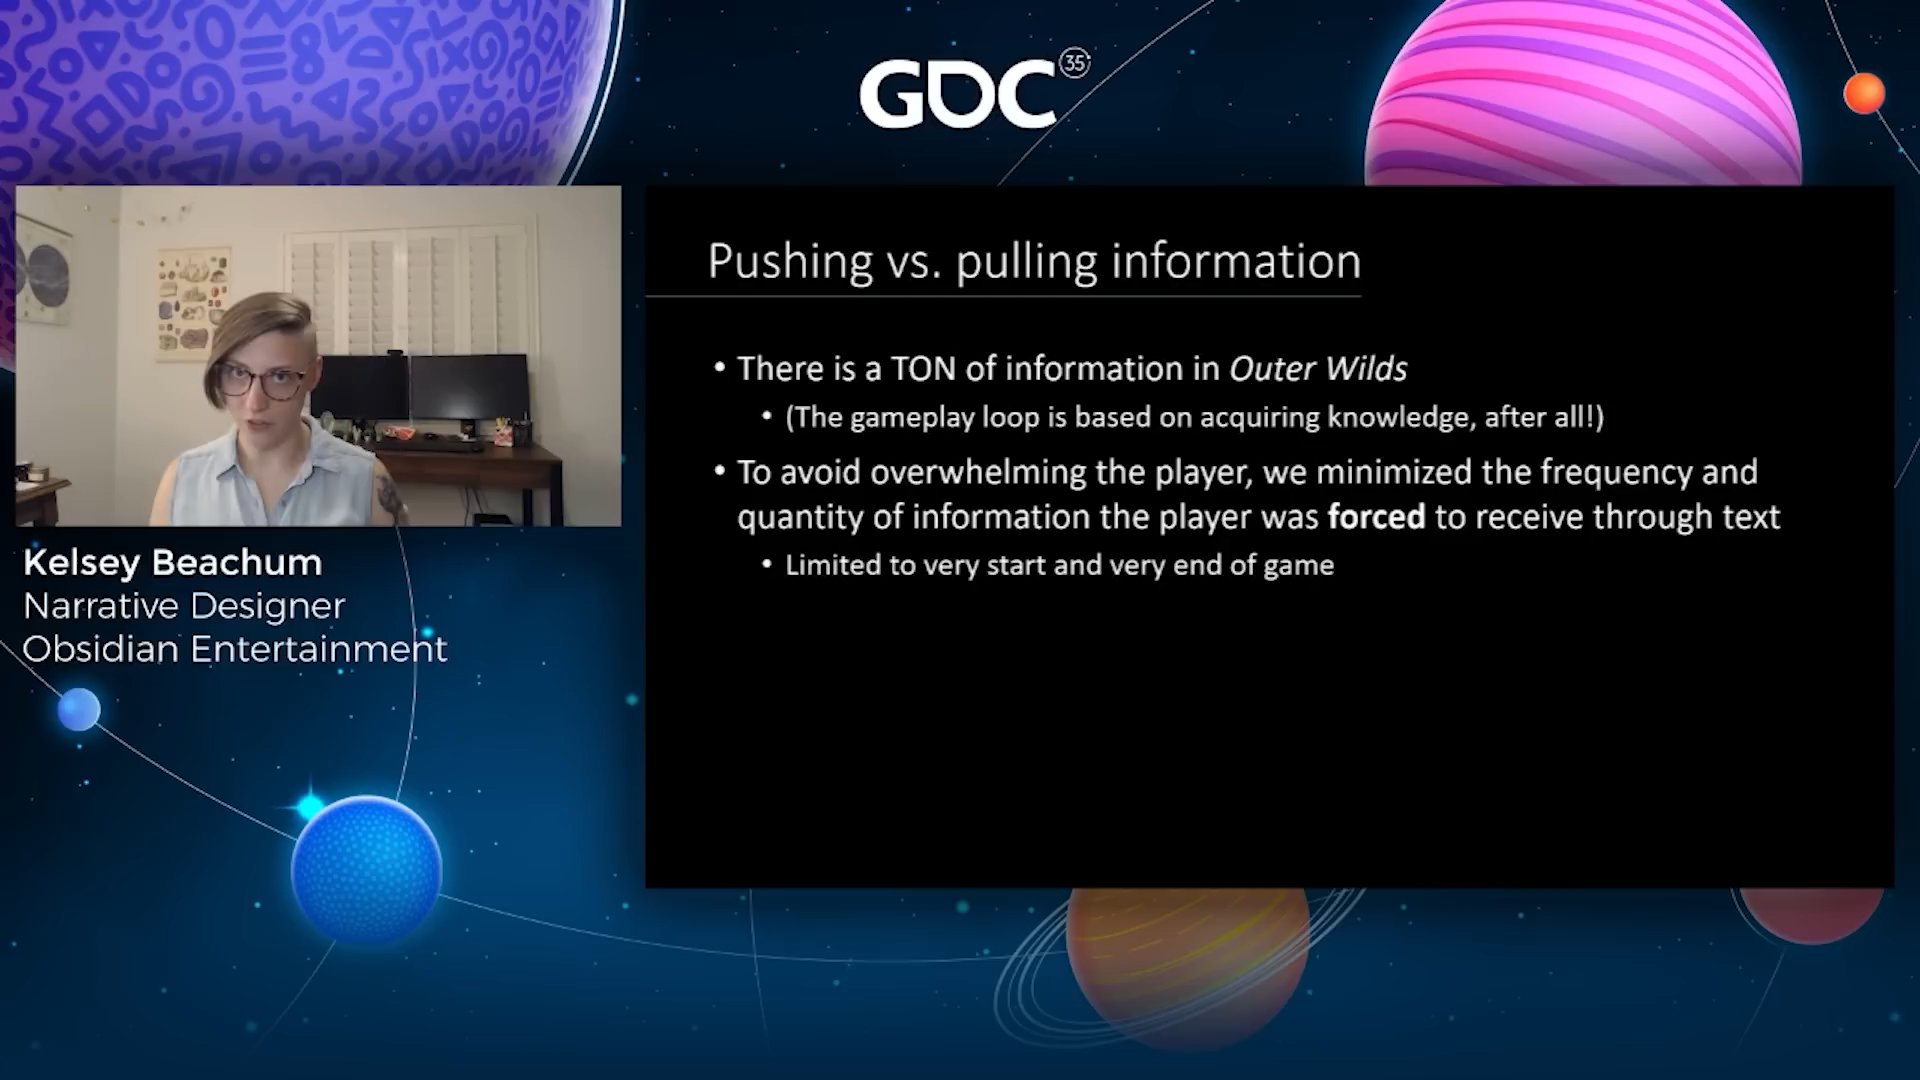 GDC 35
Pushing vs. pulling information
• There is a TON of information in Outer Wilds
• (The gameplay loop is based on acquiring knowledge, after all!)
• To avoid overwhelming the player, we minimized the frequency and
quantity of information the player was forced to receive through text
• Limited to very start and very end of game
Kelsey Beachum
Narrative Designer
Obsidian Entertainment